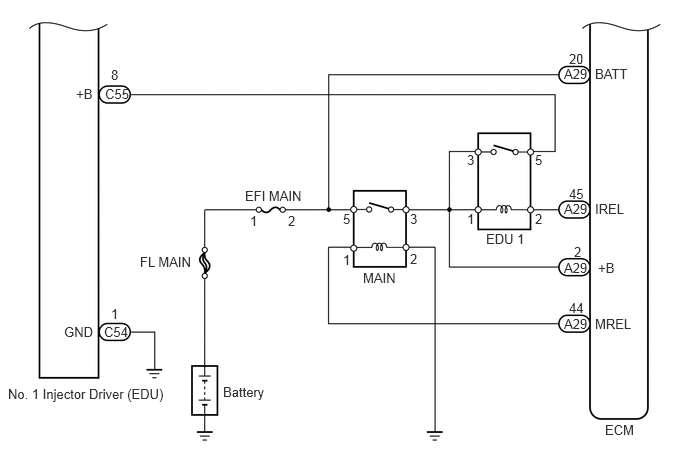 20
8
A29 BATT
+B C55
3 5
EFI MAIN
45
1 2
5 3 1 2
A29 IREL
EDU 1
2
FL MAIN
1 2
A29 +B
MAIN
1
44
GND C54
A29 MREL
No. 1 Injector Driver (EDU)
Battery
ECM